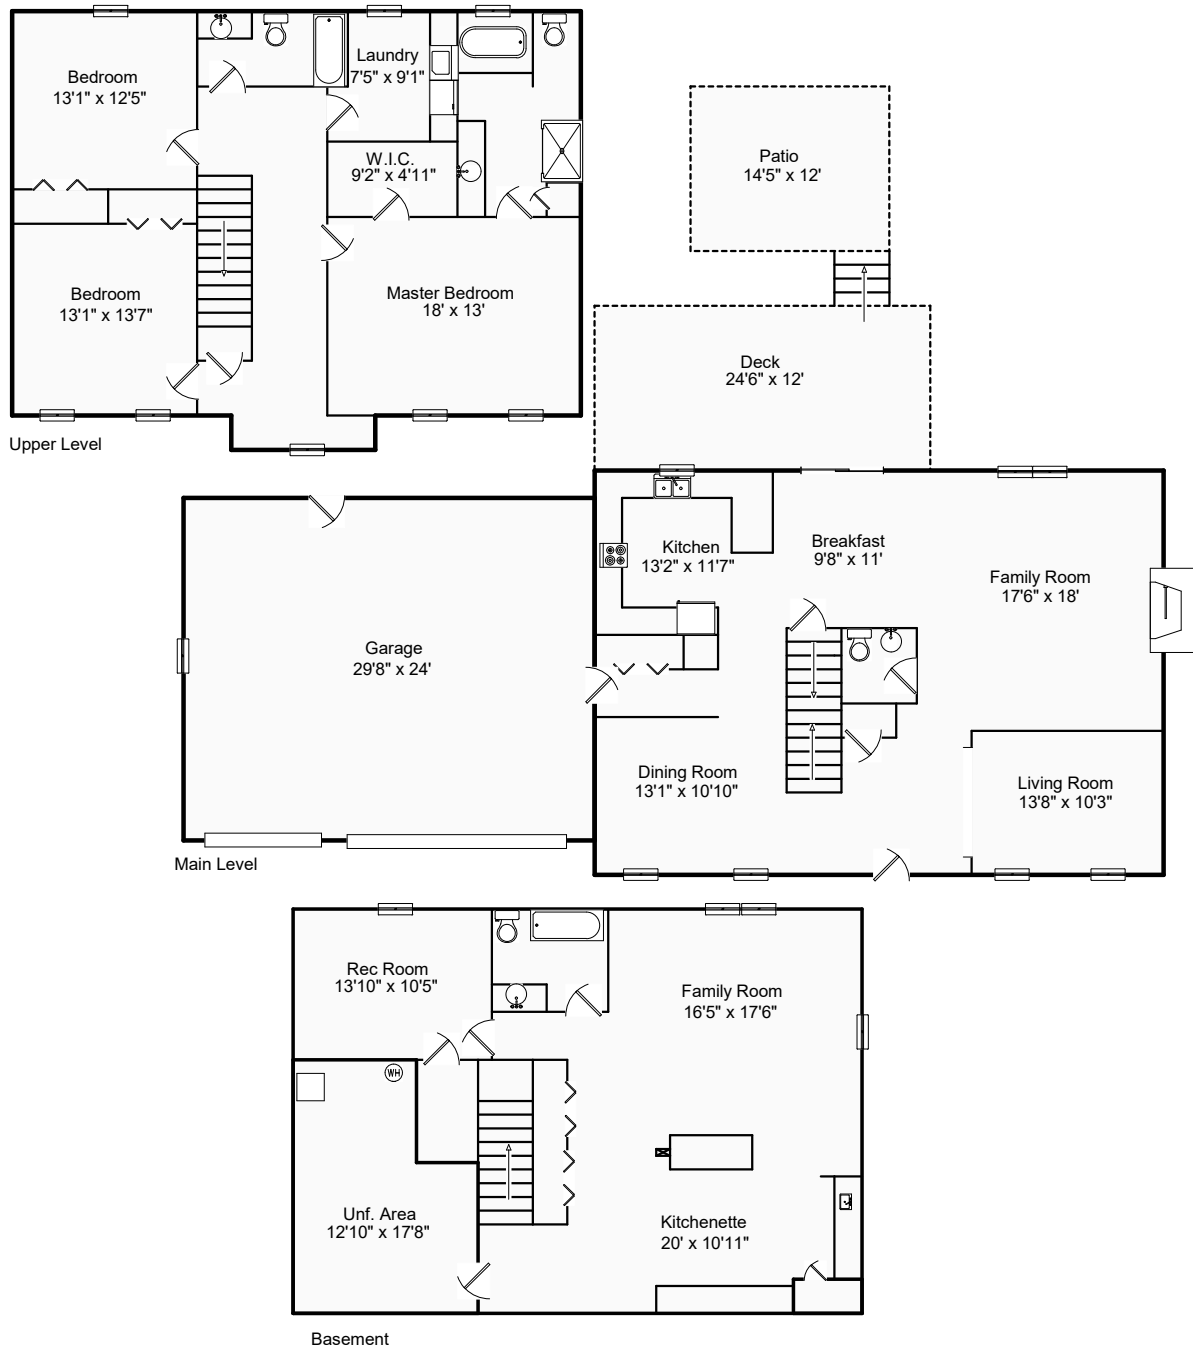 Bedroom
13'1" x 12'5"
Laundry
7'5" x 9'1"
W.I.C.
9'2" x 4'11"
Bedroom
13'1" x 13'7"
Master Bedroom
18' x 13'
Upper Level
Patio
14'5" x 12'
Deck
24'6" x 12'
Kitchen
13'2" x 11'7"
Breakfast
9'8" x 11'
Family Room
17'6" x 18'
Garage
29'8" x 24'
Dining Room
13'1" x 10'10"
Living Room
13'8" x 10'3"
Main Level
Rec Room
13'10" x 10'5"
Family Room
16'5" x 17'6"
WH
Unf. Area
12'10" x 17'8"
Kitchenette
20' x 10'11"
Basement